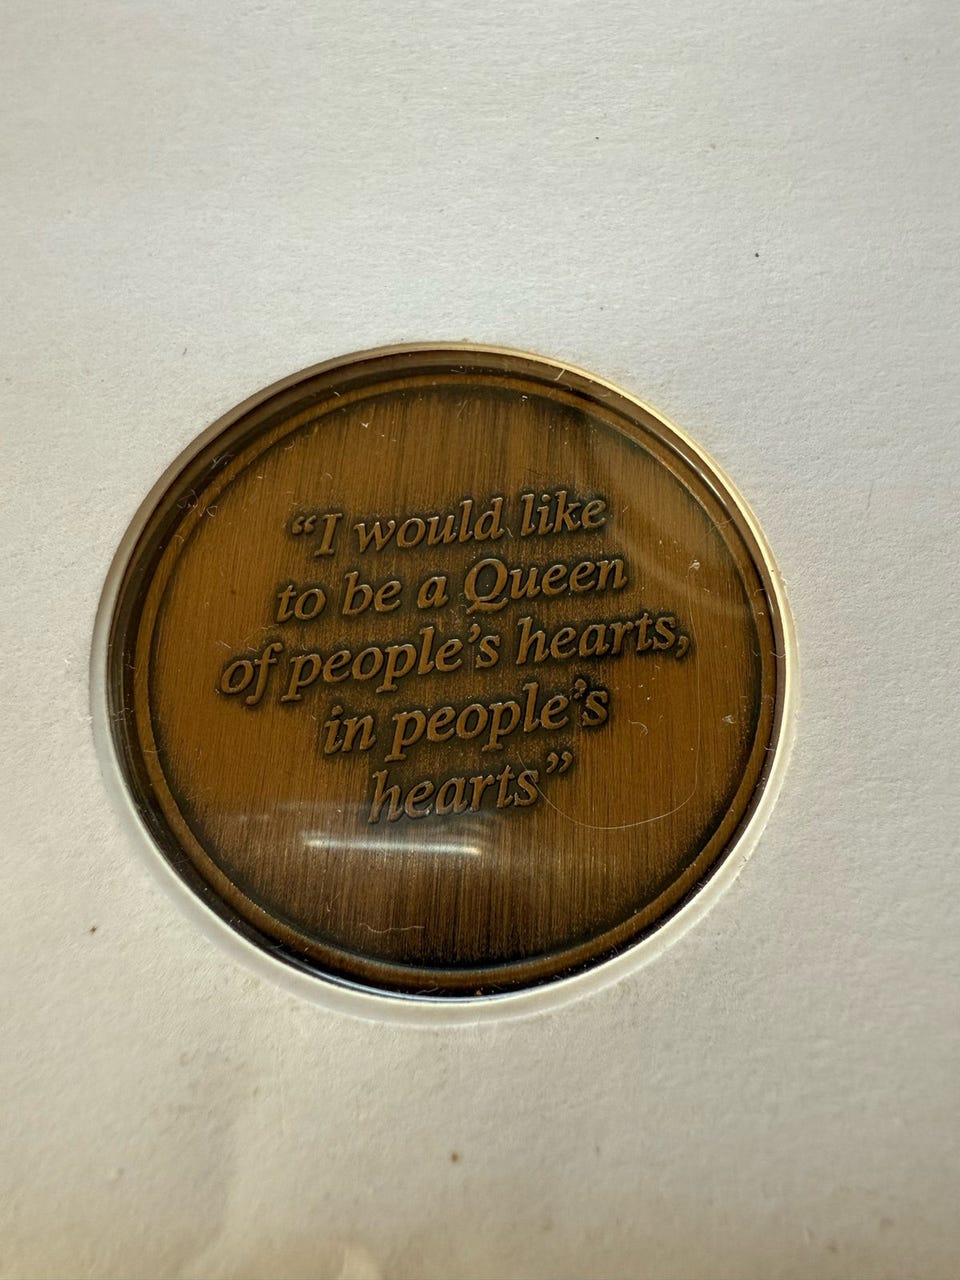 “I would like
to be a Queen
of people’s hearts,
in people’s
hearts”